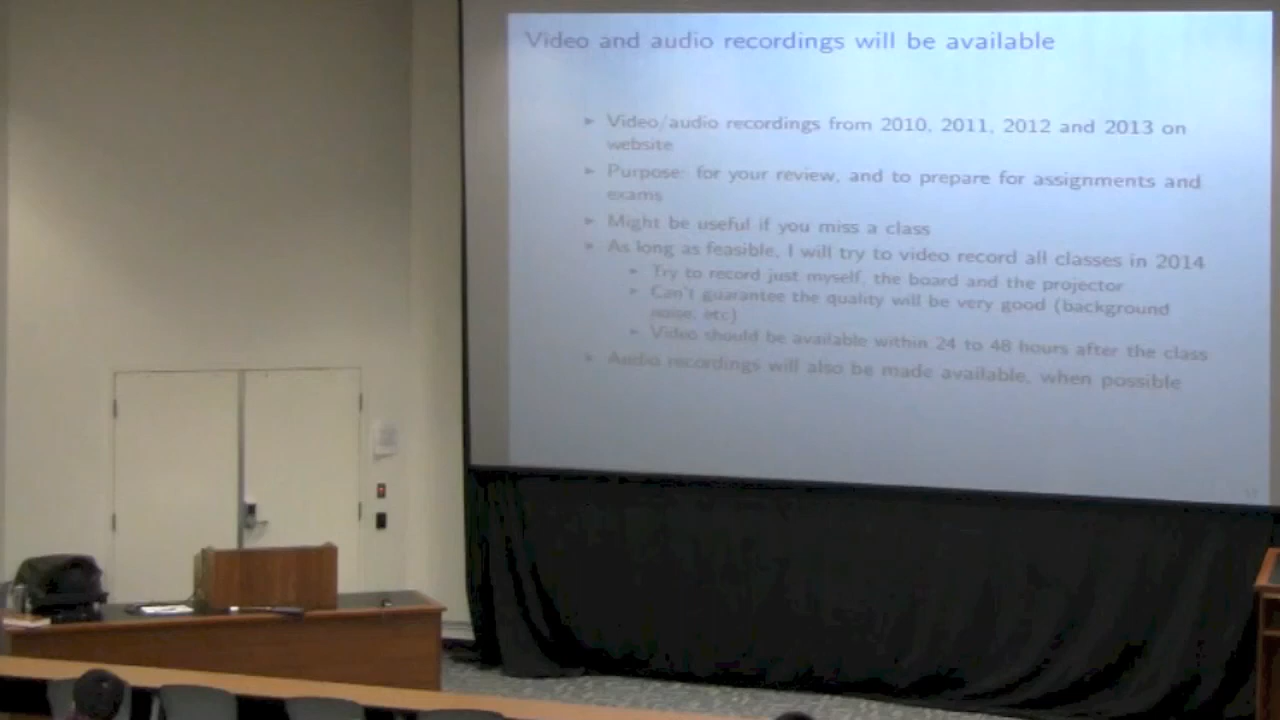 Video and audio recordings will be available
► Video/audio recordings from 2010, 2011, 2012 and 2013 on
website
► Purpose: for your review, and to prepare for assignments and
exams
► Might be useful if you miss a class
► As long as feasible, I will try to video record all classes in 2014
► Try to record just myself, the board and the projector
► Can't guarantee the quality will be very good (background
noise, etc)
► Video should be available within 24 to 48 hours after the class
► Audio recordings will also be made available, when possible